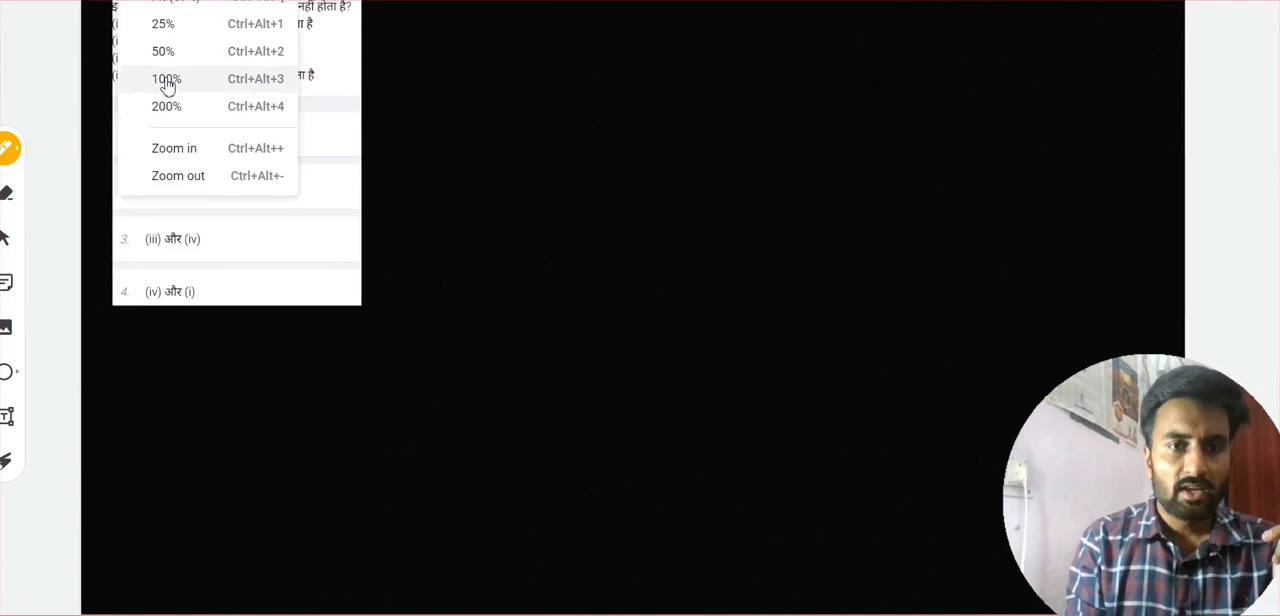 नहीं होता है?
25% Ctrl+Alt+1
(i
है
50% Ctrl+Alt+2
(i
100% Ctrl+Alt+3
(i
है
200% Ctrl+Alt+4
Zoom in Ctrl+Alt++
Zoom out Ctrl+Alt+-
3. (iii) और (iv)
4. (iv) और (i)